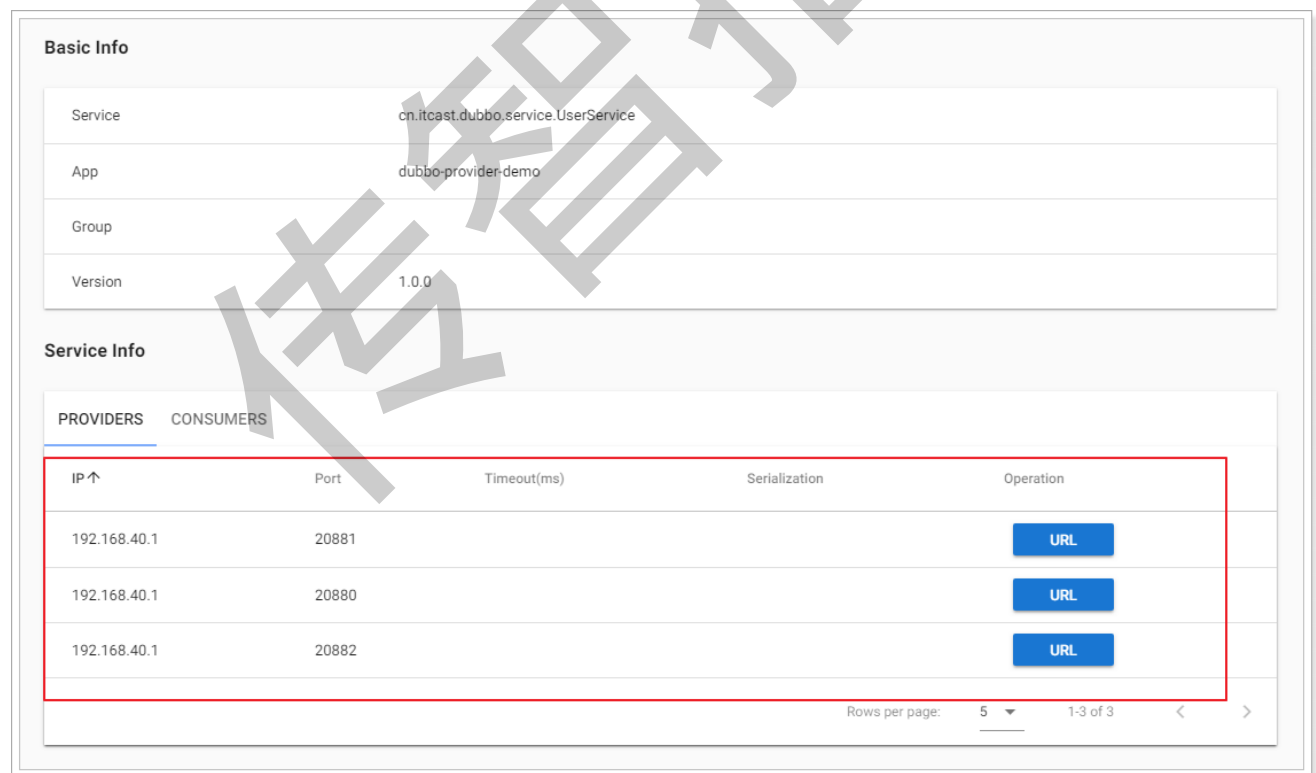 Basic Info
Service cn.itcast.dubbo.service.UserService
App dubbo-provider-demo
Group
Version 1.0.0
Service Info
PROVIDERS CONSUMERS
IP↑ Port Timeout(ms) Serialization Operation
192.168.40.1 20881 URL
192.168.40.1 20880 URL
192.168.40.1 20882 URL
Rows per page: 5 1-3 of 3
传智